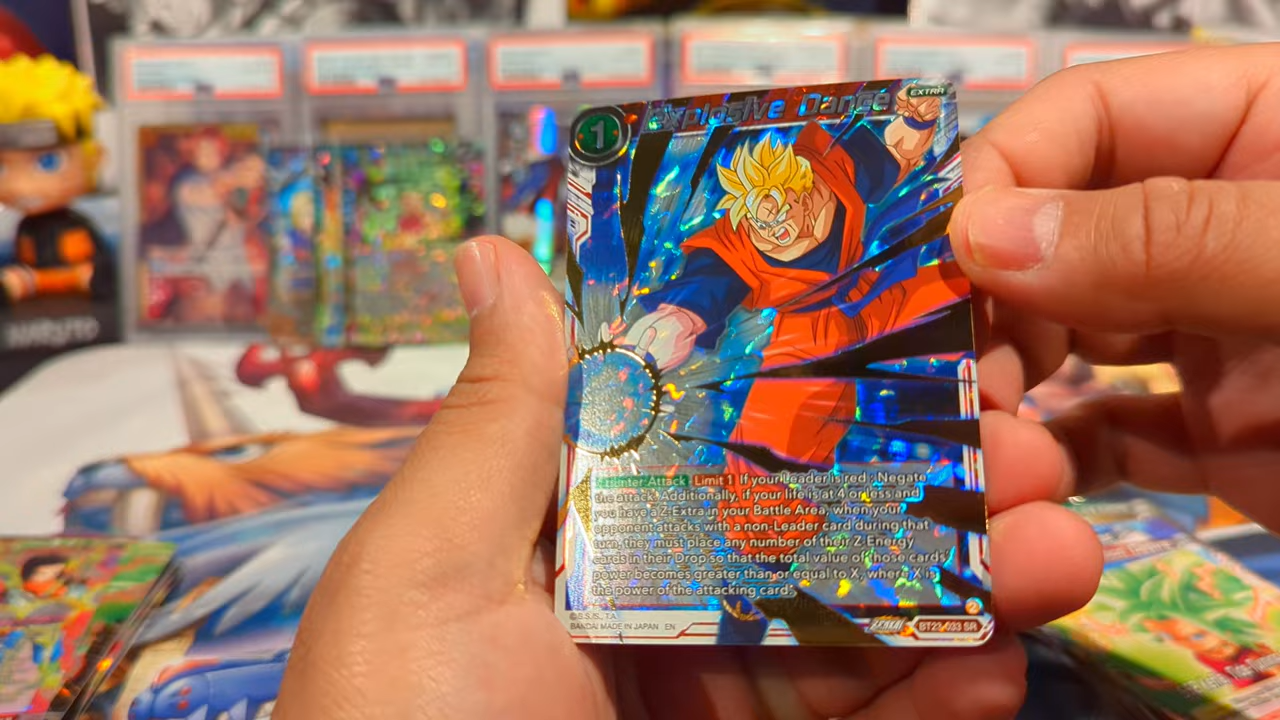 Explosive Dance
EXTRA
1
Counter Attack Limit 1 If your Leader is red : Negate
the attack. Additionally, if your life is at 4 or less and
you have a Z-Extra in your Battle Area, when your
opponent attacks with a non-Leader card during that
turn, they must place any number of their Z-Energy
cards in their Drop so that the total value of those cards'
power becomes greater than or equal to X, where X is
the power of the attacking card.
2
©B.S./S., T.A.
BANDAI MADE IN JAPAN EN
ZENKAI
BT23-033 SR
NARUTO